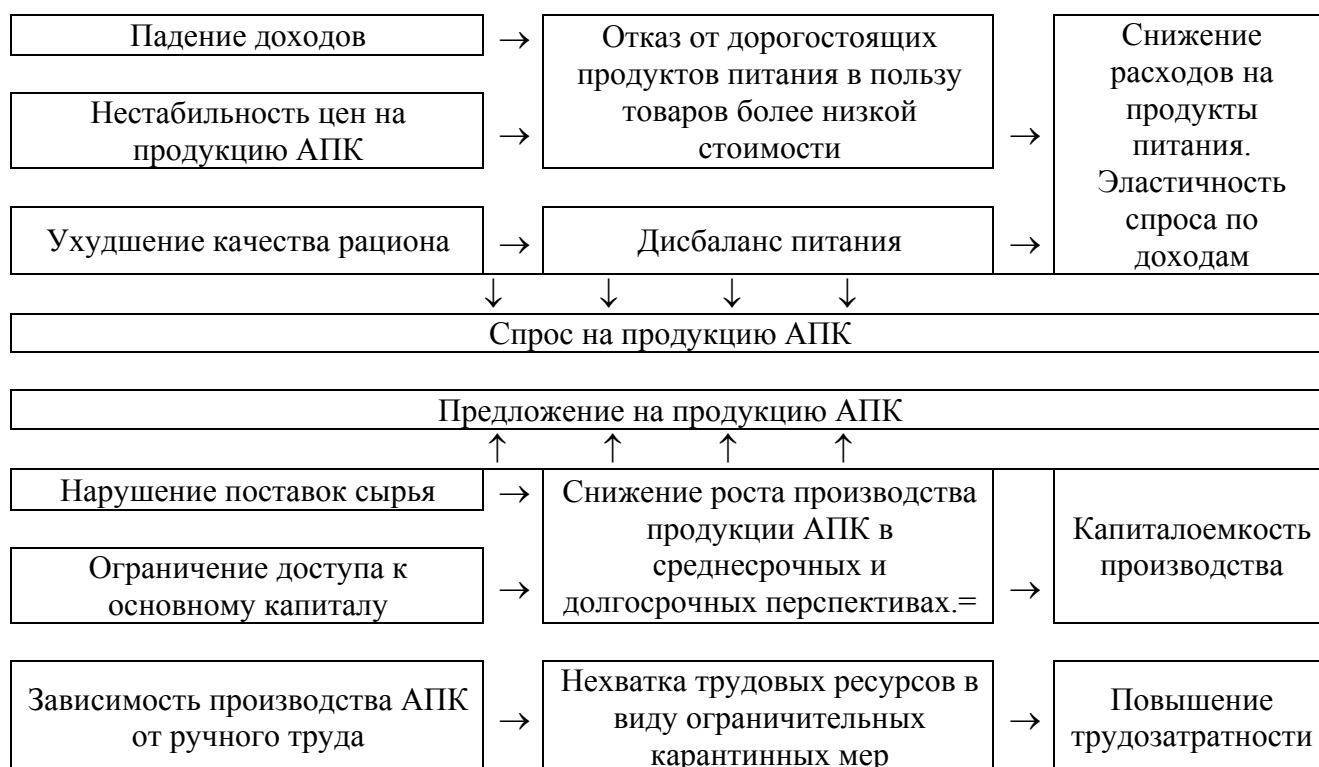 Падение доходов
→
Отказ от дорогостоящих
продуктов питания в пользу
товаров более низкой
стоимости
Снижение
расходов на
продукты
питания.
Эластичность
спроса по
доходам
Нестабильность цен на
продукцию АПК
→
→
Ухудшение качества рациона
→
Дисбаланс питания
→
↓ ↓ ↓ ↓
Спрос на продукцию АПК
Предложение на продукцию АПК
↑ ↑ ↑ ↑
Нарушение поставок сырья
→
Снижение роста производства
продукции АПК в
среднесрочных и
долгосрочных перспективах.=
Капиталоемкость
производства
Ограничение доступа к
основному капиталу
→
→
Зависимость производства АПК
от ручного труда
→
Нехватка трудовых ресурсов в
виду ограничительных
карантинных мер
→
Повышение
трудозатратности